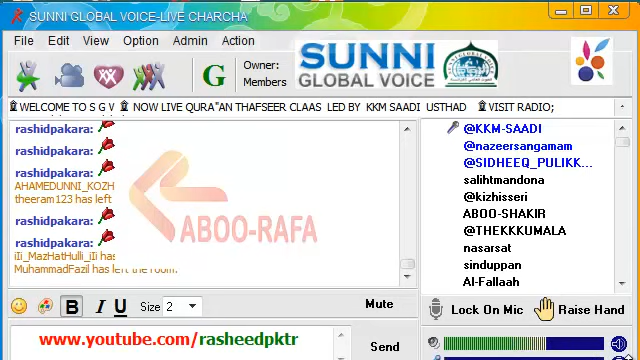 SUNNI GLOBAL VOICE-LIVE CHARCHA
File Edit View Option Admin Action
G
Owner:
Members
SUNNI
GLOBAL VOICE
WELCOME TO S G V NOW LIVE QURA"AN THAFSEER CLAAS LED BY KKM SAADI USTHAD VISIT RADIO;
rashidpakara:
rashidpakara:
rashidpakara:
AHAMEDUNNI_KOZH
theeram123 has left
rashidpakara:
rashidpakara:
iIi_MazHatHulli_iIi has
MuhammadFazil has left the room.
ABOO-RAFA
@KKM-SAADI
@nazeersangamam
@SIDHEEQ_PULIKK...
salihtmandona
@kizhisseri
ABOO-SHAKIR
@THEKKKUMALA
nasarsat
sinduppan
Al-Fallaah
B I U Size 2 Mute
Lock On Mic Raise Hand
www.youtube.com/rasheedpktr
Send